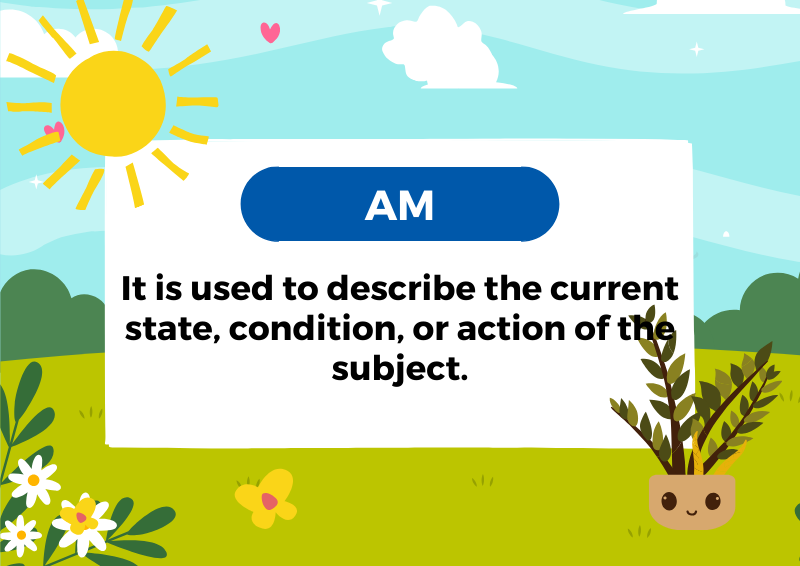 AM
It is used to describe the current
state, condition, or action of the
subject.